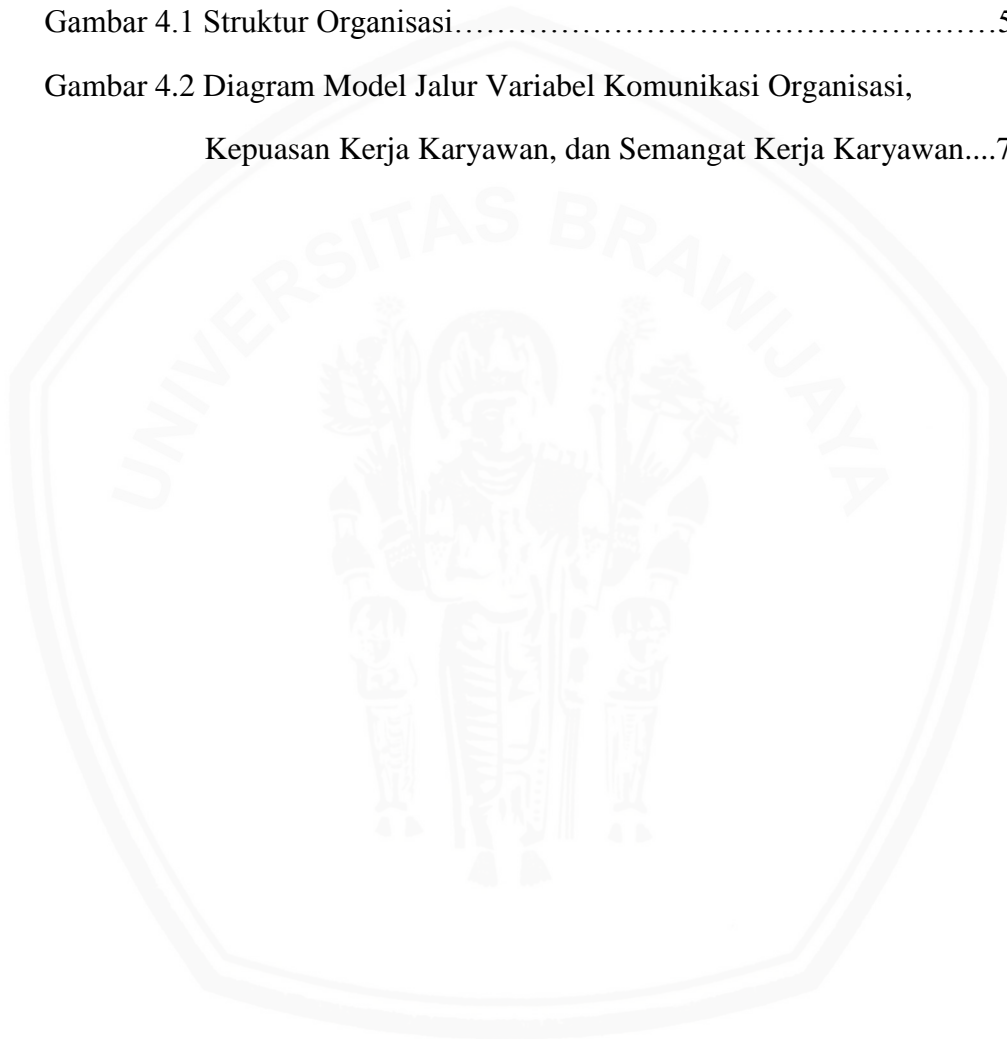 Gambar 4.1 Struktur Organisasi……………………………………………5
Gambar 4.2 Diagram Model Jalur Variabel Komunikasi Organisasi,
Kepuasan Kerja Karyawan, dan Semangat Kerja Karyawan....7
UNIVERSITAS BRAWIJAYA